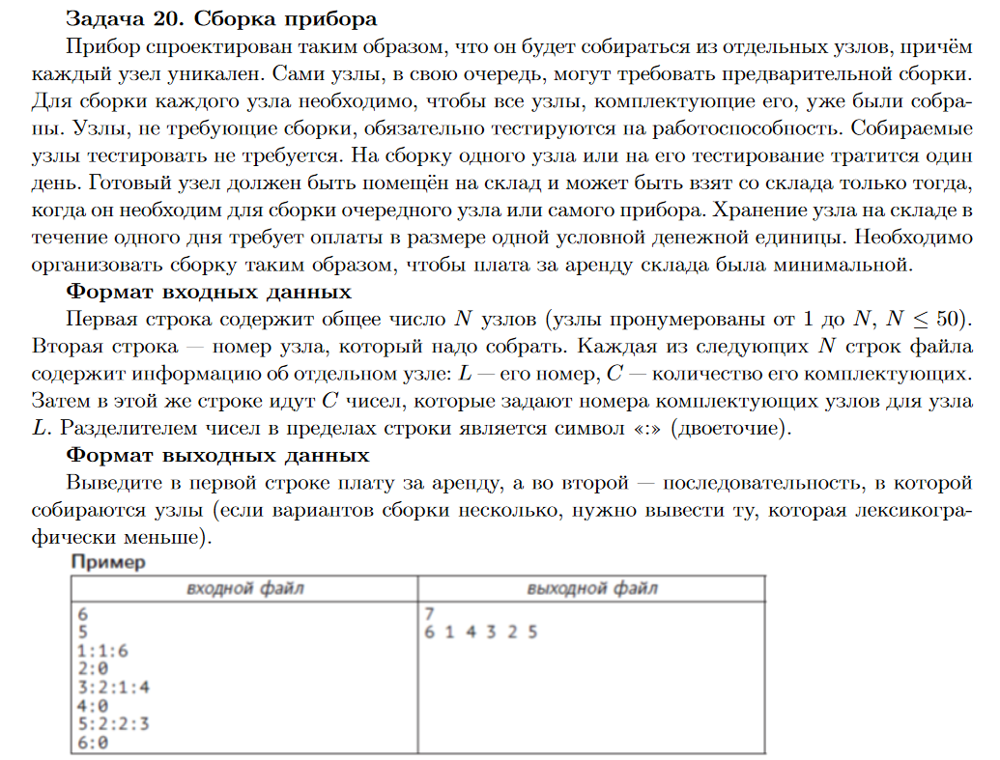 Задача 20. Сборка прибора
Прибор спроектирован таким образом, что он будет собираться из отдельных узлов, причём
каждый узел уникален. Сами узлы, в свою очередь, могут требовать предварительной сборки.
Для сборки каждого узла необходимо, чтобы все узлы, комплектующие его, уже были собра-
ны. Узлы, не требующие сборки, обязательно тестируются на работоспособность. Собираемые
узлы тестировать не требуется. На сборку одного узла или на его тестирование тратится один
день. Готовый узел должен быть помещён на склад и может быть взят со склада только тогда,
когда он необходим для сборки очередного узла или самого прибора. Хранение узла на складе в
течение одного дня требует оплаты в размере одной условной денежной единицы. Необходимо
организовать сборку таким образом, чтобы плата за аренду склада была минимальной.
Формат входных данных
Первая строка содержит общее число N узлов (узлы пронумерованы от 1 до N, N ≤ 50).
Вторая строка — номер узла, который надо собрать. Каждая из следующих N строк файла
содержит информацию об отдельном узле: L — его номер, C — количество его комплектующих.
Затем в этой же строке идут C чисел, которые задают номера комплектующих узлов для узла
L. Разделителем чисел в пределах строки является символ «:» (двоеточие).
Формат выходных данных
Выведите в первой строке плату за аренду, а во второй — последовательность, в которой
собираются узлы (если вариантов сборки несколько, нужно вывести ту, которая лексикогра-
фически меньше).
Пример
входной файл выходной файл
6 7
5 6 1 4 3 2 5
1:1:6
2:0
3:2:1:4
4:0
5:2:2:3
6:0